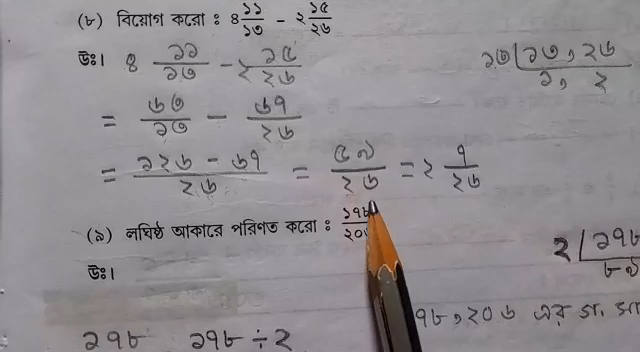 (৮) বিয়োগ করো : ৪ ১১/১৩ - ২ ১৫/২৬
উঃ। ৪ ১১/১৩ - ২ ১৫/২৬
১৩ | ১৩, ২৬
১, ২
= ৬৩/১৩ - ৬৭/২৬
= ১২৬ - ৬৭/২৬ = ৫৯/২৬ = ২ ৭/২৬
(৯) লঘিষ্ঠ আকারে পরিণত করো : ১৭৮/২০
২ | ১৭৮
৮৯
উঃ।
৭৮, ২০৬ এর গ. সা
১৭৮ ১৭৮ ÷ ২